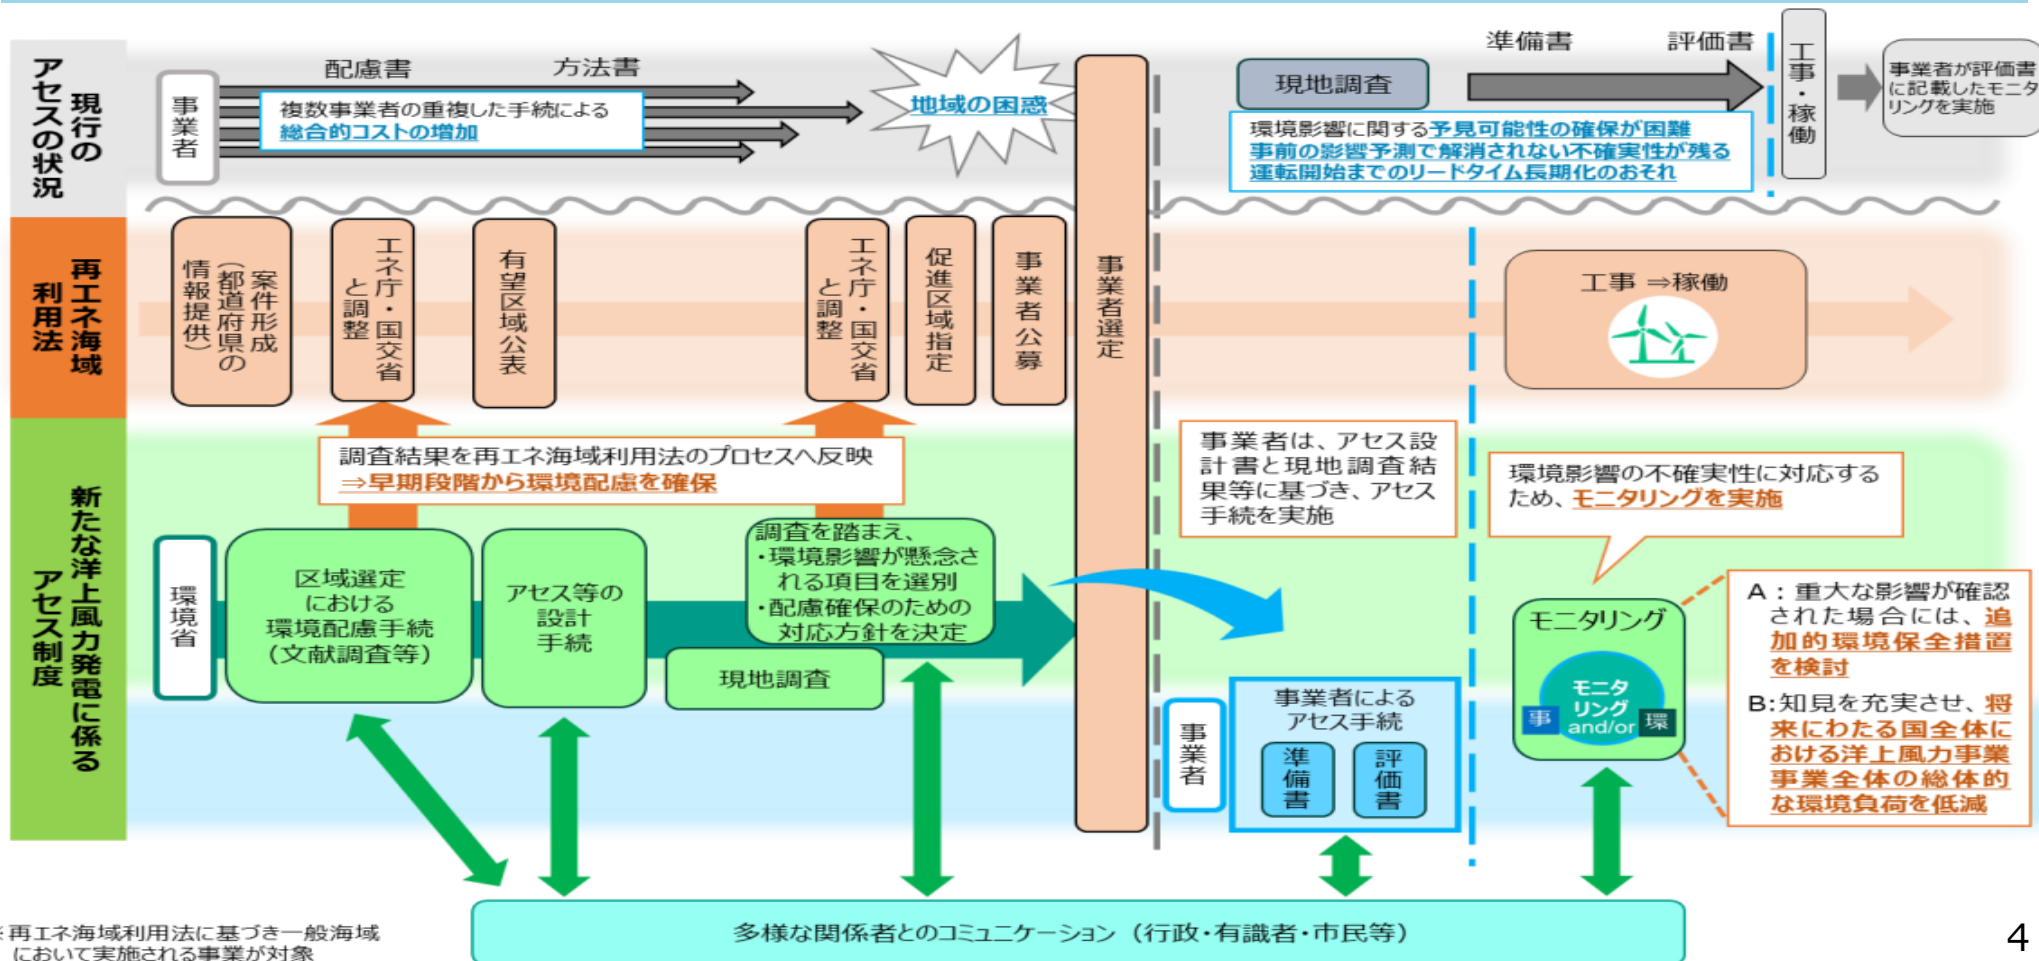 現行の
アセスの状況
事業者
配慮書
方法書
複数事業者の重複した手続による
総合的コストの増加
地域の困惑
現地調査
準備書
評価書
環境影響に関する予見可能性の確保が困難
事前の影響予測で解消されない不確実性が残る
運転開始までのリードタイム長期化のおそれ
工事・稼働
事業者が評価書
に記載したモニタ
リングを実施
再エネ海域
利用法
案件形成
(都道府県の
情報提供)
エネ庁・国交省
と調整
有望区域公表
エネ庁・国交省
と調整
促進区域指定
事業者公募
事業者選定
工事 ⇒稼働
新たな洋上風力発電に係る
アセス制度
調査結果を再エネ海域利用法のプロセスへ反映
⇒早期段階から環境配慮を確保
環境省
区域選定
における
環境配慮手続
(文献調査等)
アセス等の
設計
手続
調査を踏まえ、
・環境影響が懸念さ
れる項目を選別
・配慮確保のための
対応方針を決定
現地調査
事業者は、アセス設
計書と現地調査結
果等に基づき、アセス
手続を実施
事業者
事業者による
アセス手続
準備書
評価書
環境影響の不確実性に対応する
ため、モニタリングを実施
モニタリング
モニタ
リング
and/or
事
環
A:重大な影響が確認
された場合には、追
加的環境保全措置
を検討
B:知見を充実させ、将
来にわたる国全体に
おける洋上風力事業
事業全体の総体的
な環境負荷を低減
多様な関係者とのコミュニケーション(行政・有識者・市民等)
※再エネ海域利用法に基づき一般海域
において実施される事業が対象
4